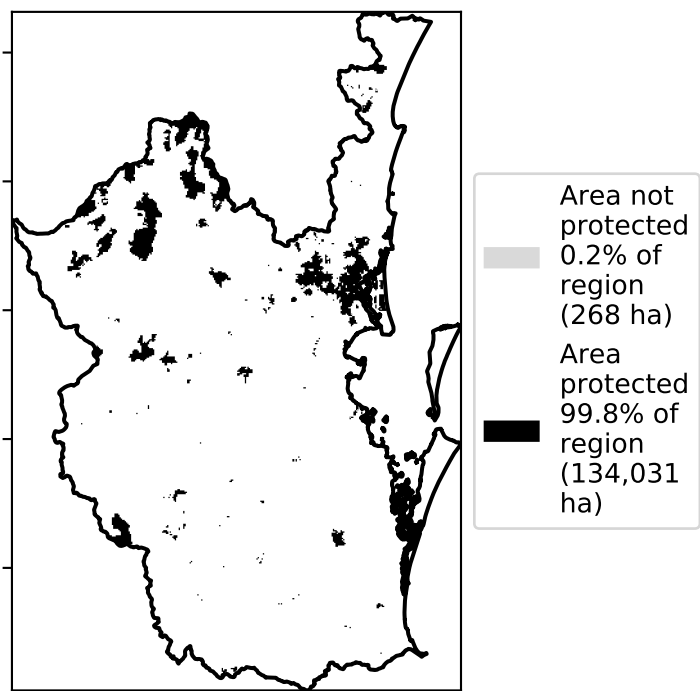 Area not
protected
0.2% of
region
(268 ha)
Area
protected
99.8% of
region
(134,031
ha)